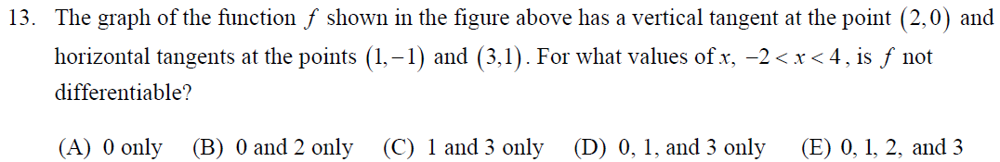 13. The graph of the function f shown in the figure above has a vertical tangent at the point (2,0) and
horizontal tangents at the points (1,−1) and (3,1). For what values of x, −2 < x < 4, is f not
differentiable?
(A) 0 only (B) 0 and 2 only (C) 1 and 3 only (D) 0, 1, and 3 only (E) 0, 1, 2, and 3